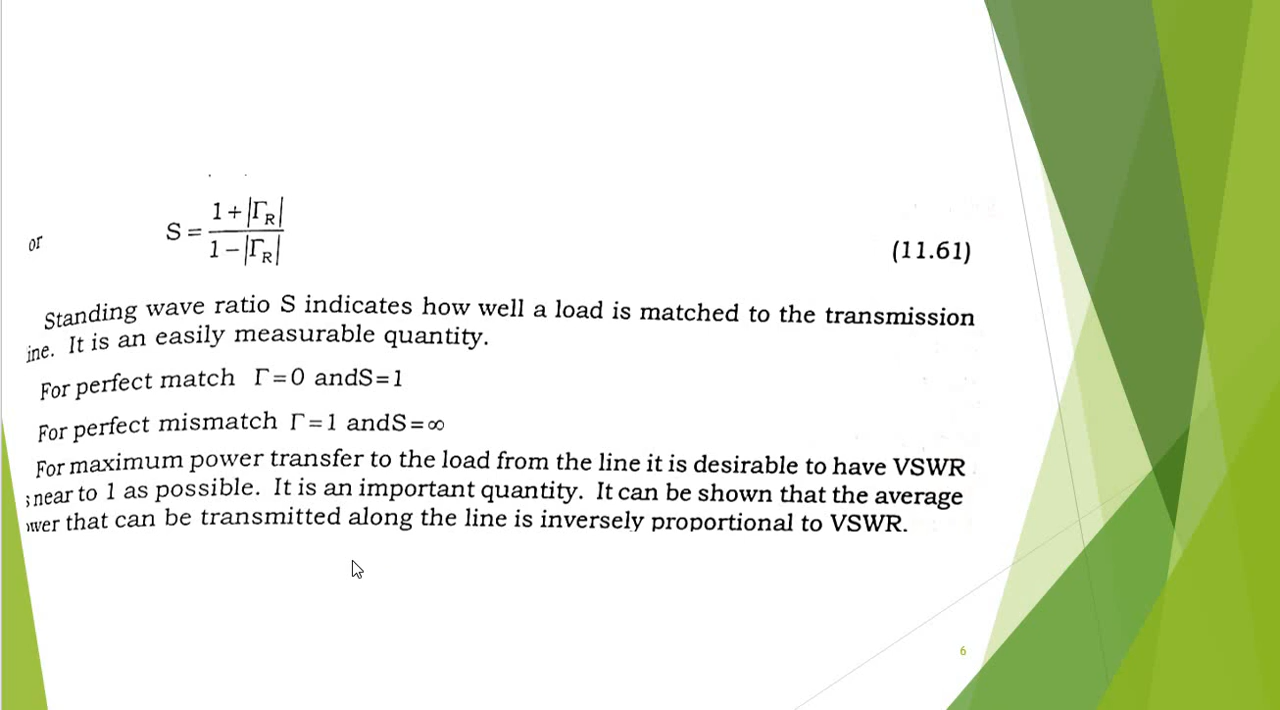 or S = 1+|Γ_R| / 1−|Γ_R| (11.61)
Standing wave ratio S indicates how well a load is matched to the transmission
ine. It is an easily measurable quantity.
For perfect match Γ=0 andS=1
For perfect mismatch Γ=1 andS=∞
For maximum power transfer to the load from the line it is desirable to have VSWR
s near to 1 as possible. It is an important quantity. It can be shown that the average
wer that can be transmitted along the line is inversely proportional to VSWR.
6